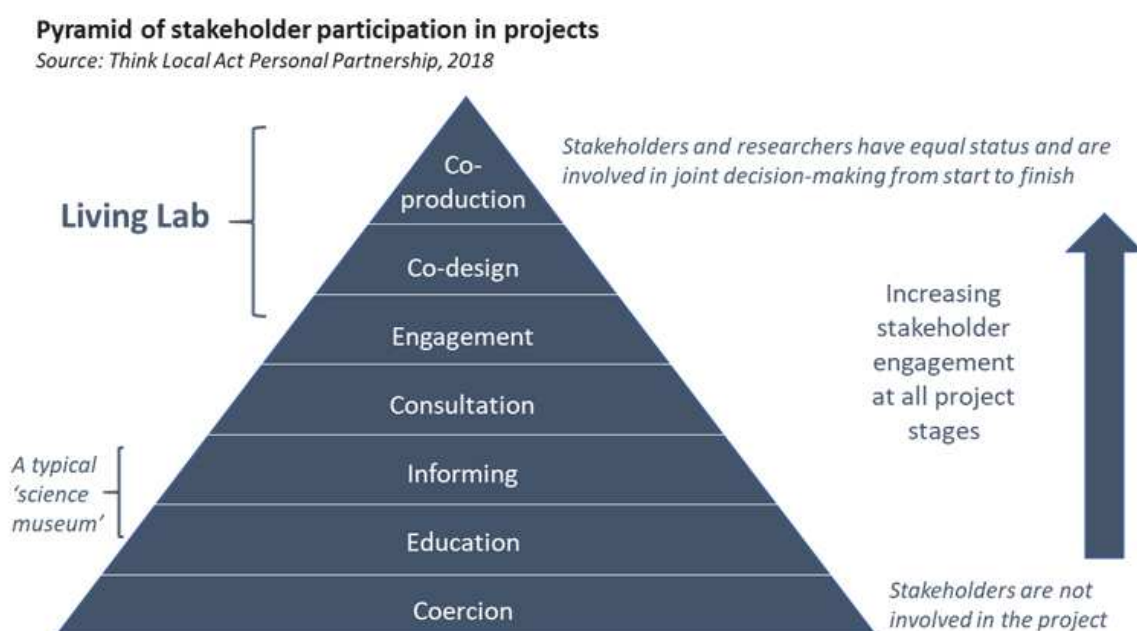 Pyramid of stakeholder participation in projects
Source: Think Local Act Personal Partnership, 2018
Living Lab
A typical
‘science
museum’
Co-
production
Co-design
Engagement
Consultation
Informing
Education
Coercion
Stakeholders and researchers have equal status and are
involved in joint decision-making from start to finish
Increasing
stakeholder
engagement
at all project
stages
Stakeholders are not
involved in the project